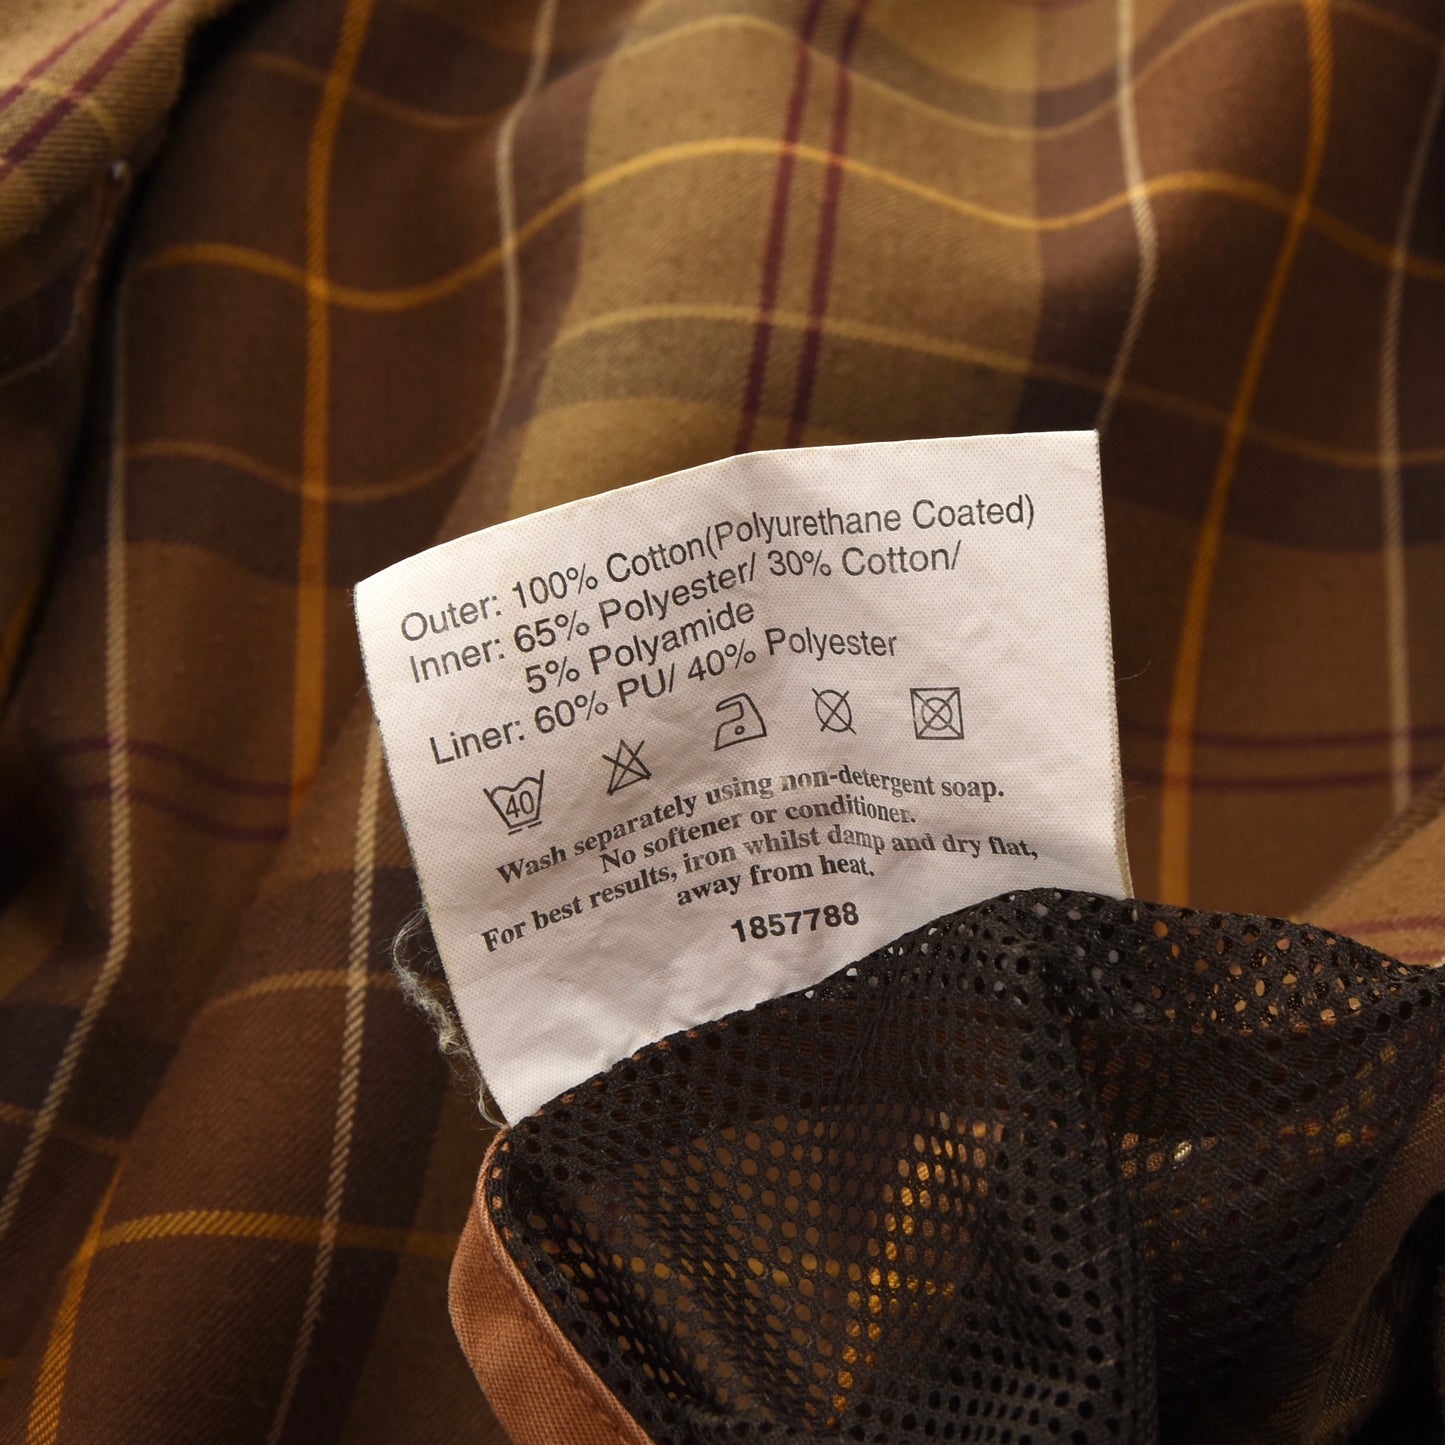 Outer: 100% Cotton(Polyurethane Coated)
Inner: 65% Polyester/ 30% Cotton/
5% Polyamide
Liner: 60% PU/ 40% Polyester
40
Wash separately using non-detergent soap.
No softener or conditioner.
For best results, iron whilst damp and dry flat,
away from heat.
1857788